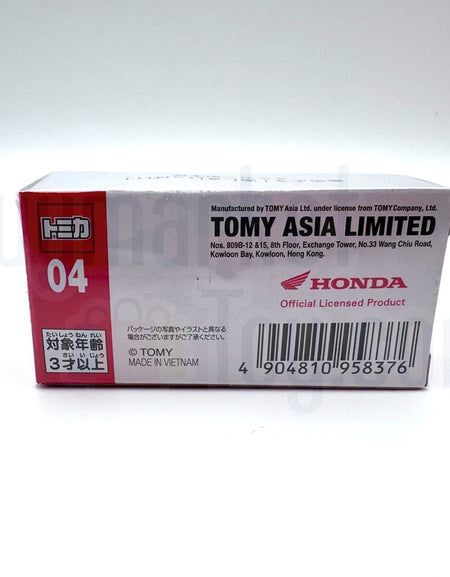 トミカ
04
たいしょう ねん れい
対象年齢
さい い じょう
3才以上
Manufactured by TOMY Asia Ltd. under license from TOMY Company, Ltd.
TOMY ASIA LIMITED
Nos. 809B-12 &15, 8th Floor, Exchange Tower, No.33 Wang Chiu Road,
Kowloon Bay, Kowloon, Hong Kong.
HONDA
Official Licensed Product
パッケージの写真やイラストと異なる
場合がございますがご了承ください。
© TOMY
MADE IN VIETNAM
4 904810 958376